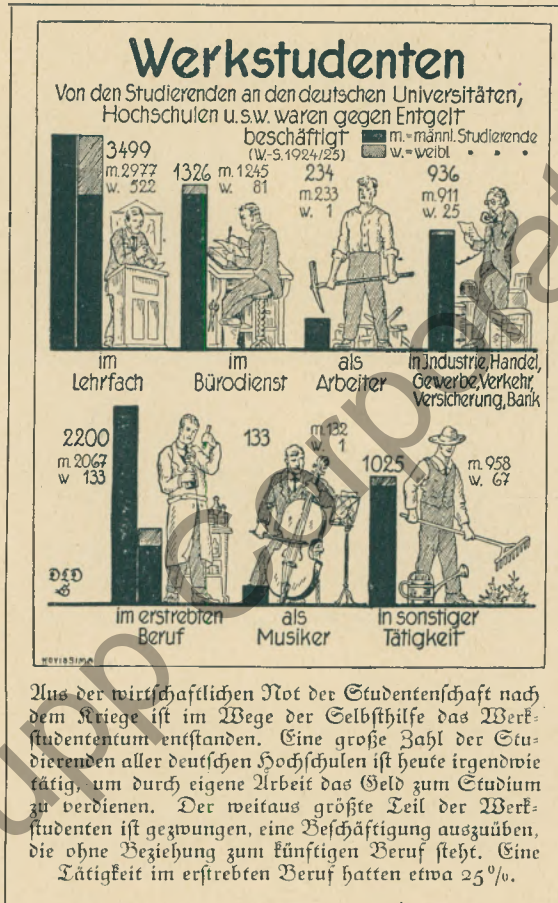 Werkstudenten
Von den Studierenden an den deutschen Universitäten,
Hochschulen u.s.w. waren gegen Entgelt
beschäftigt
(W.-S. 1924/25)
m.=männl. Studierende
w.=weibl " "
3499
m. 2977
w. 522
1326 m. 1245
w. 81
234
m. 233
w. 1
936
m. 911
w. 25
im
Lehrfach
im
Bürodienst
als
Arbeiter
in Industrie, Handel,
Gewerbe, Verkehr,
Versicherung, Bank
2200
m. 2067
w 133
133
m. 132
w. 1
1025
m. 958
w. 67
DLD
im erstrebten
Beruf
als
Musiker
In sonstiger
Tätigkeit
NOVISSIMA
Aus der wirtschaftlichen Not der Studentenschaft nach
dem Kriege ist im Wege der Selbsthilfe das Werk-
studententum entstanden. Eine große Zahl der Stu-
dierenden aller deutschen Hochschulen ist heute irgendwie
tätig, um durch eigene Arbeit das Geld zum Studium
zu verdienen. Der weitaus größte Teil der Werk-
studenten ist gezwungen, eine Beschäftigung auszuüben,
die ohne Beziehung zum künftigen Beruf steht. Eine
Tätigkeit im erstrebten Beruf hatten etwa 25%.